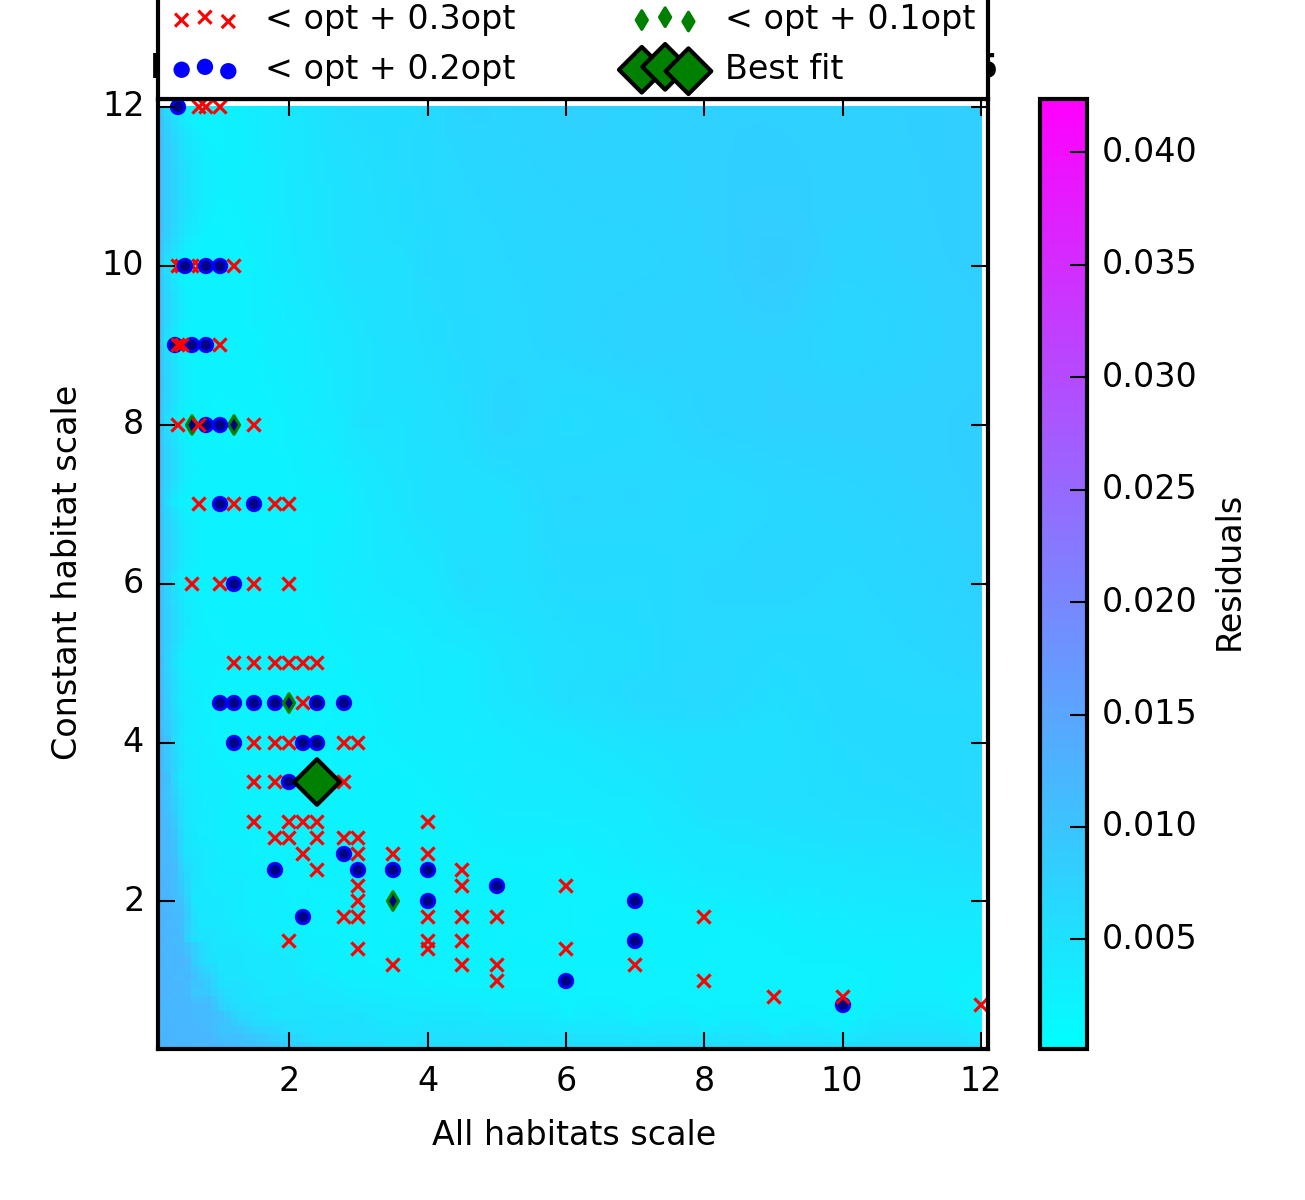 < opt + 0.3opt
< opt + 0.1opt
< opt + 0.2opt
Best fit
12
10
8
6
4
2
Constant habitat scale
2 4 6 8 10 12
All habitats scale
0.040
0.035
0.030
0.025
0.020
0.015
0.010
0.005
Residuals